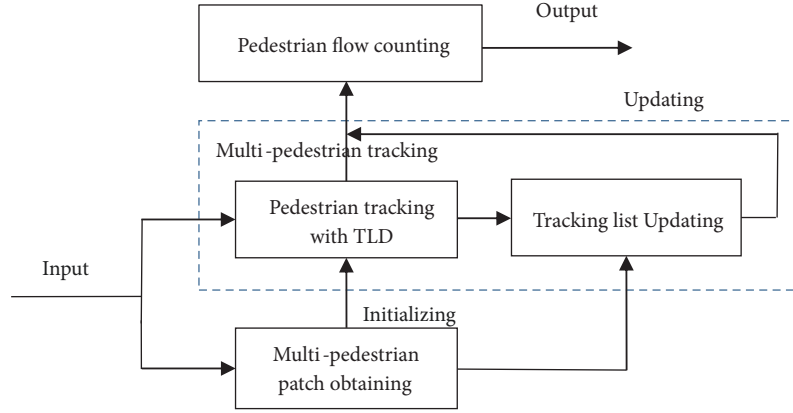 Output
Pedestrian flow counting
Updating
Multi-pedestrian tracking
Pedestrian tracking
with TLD
Tracking list Updating
Input
Initializing
Multi-pedestrian
patch obtaining